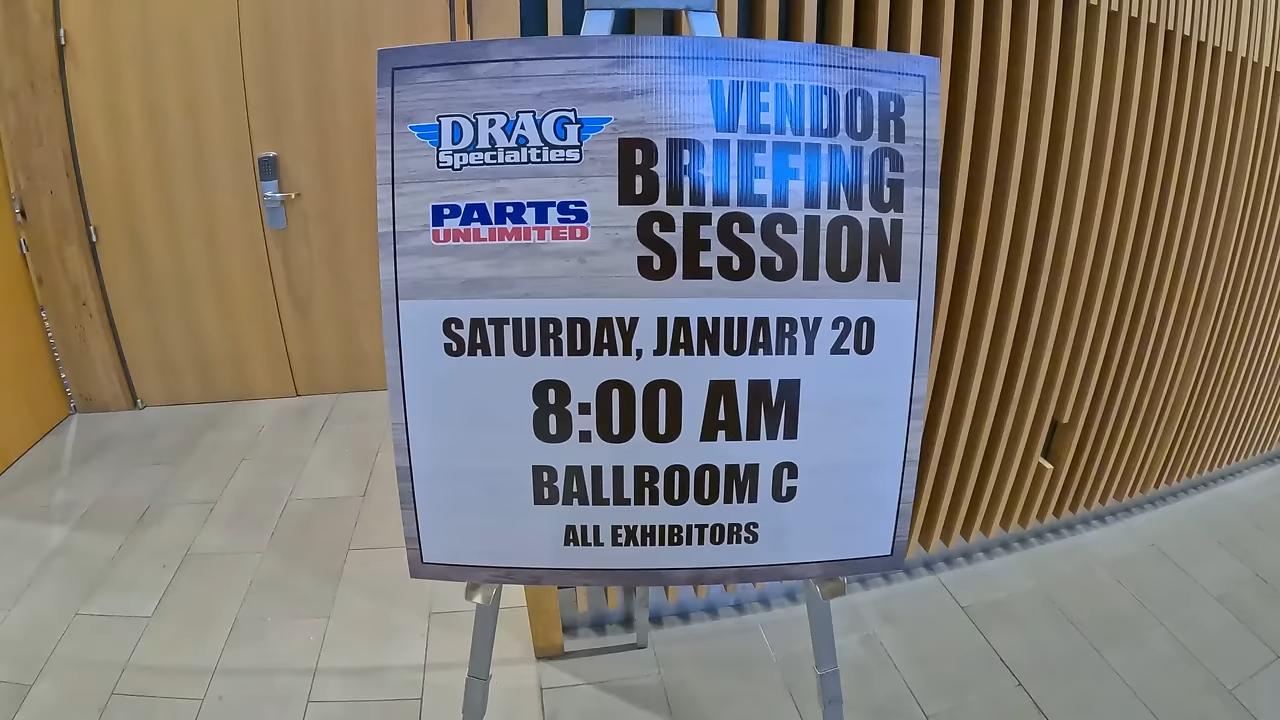 DRAG
Specialties
PARTS
UNLIMITED
VENDOR
BRIEFING
SESSION
SATURDAY, JANUARY 20
8:00 AM
BALLROOM C
ALL EXHIBITORS